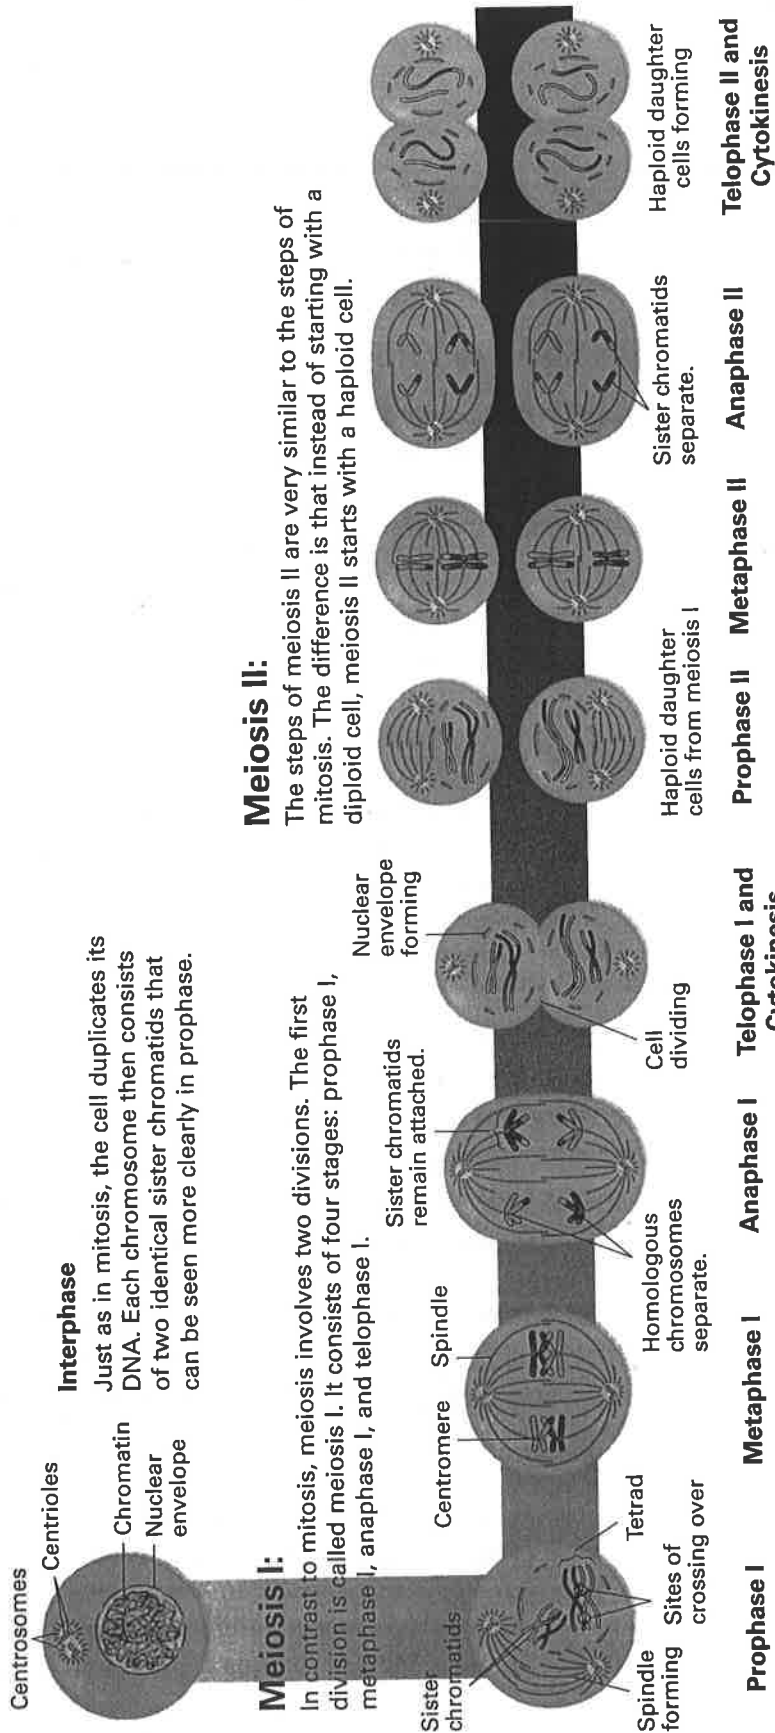 Centrosomes
Centrioles
Chromatin
Nuclear
envelope
Interphase
Just as in mitosis, the cell duplicates its
DNA. Each chromosome then consists
of two identical sister chromatids that
can be seen more clearly in prophase.
Meiosis I:
In contrast to mitosis, meiosis involves two divisions. The first
division is called meiosis I. It consists of four stages: prophase I,
metaphase I, anaphase I, and telophase I.
Sister
chromatids
Spindle
forming
Tetrad
Sites of
crossing over
Prophase I
Centromere
Spindle
Metaphase I
Sister chromatids
remain attached.
Homologous
chromosomes
separate.
Anaphase I
Nuclear
envelope
forming
Cell
dividing
Telophase I and
Cytokinesis
Meiosis II:
The steps of meiosis II are very similar to the steps of
mitosis. The difference is that instead of starting with a
diploid cell, meiosis II starts with a haploid cell.
Haploid daughter
cells from meiosis I
Prophase II
Metaphase II
Sister chromatids
separate.
Anaphase II
Haploid daughter
cells forming
Telophase II and
Cytokinesis